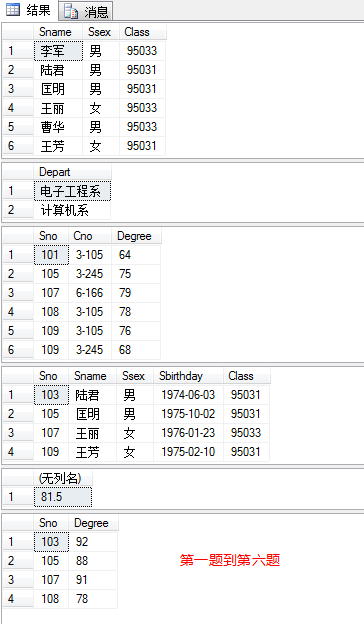 结果 消息
Sname Ssex Class
1 李军 男 95033
2 陆君 男 95031
3 匡明 男 95031
4 王丽 女 95033
5 曹华 男 95033
6 王芳 女 95031
Depart
1 电子工程系
2 计算机系
Sno Cno Degree
1 101 3-105 64
2 105 3-245 75
3 107 6-166 79
4 108 3-105 78
5 109 3-105 76
6 109 3-245 68
Sno Sname Ssex Sbirthday Class
1 103 陆君 男 1974-06-03 95031
2 105 匡明 男 1975-10-02 95031
3 107 王丽 女 1976-01-23 95033
4 109 王芳 女 1975-02-10 95031
(无列名)
1 81.5
Sno Degree
1 103 92
2 105 88
3 107 91
4 108 78
第一题到第六题